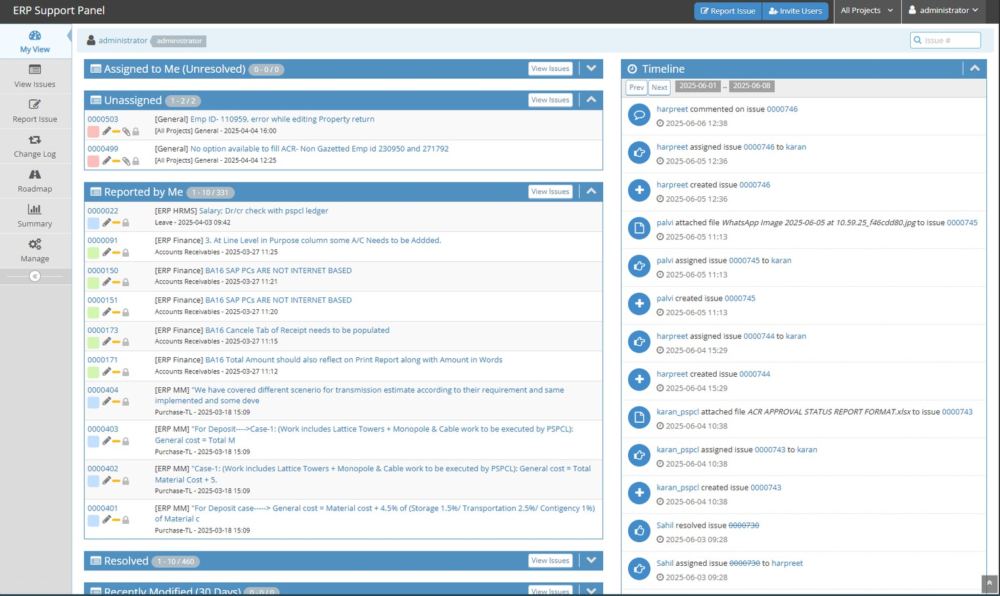 ERP Support Panel
Report Issue
Invite Users
All Projects
administrator
My View
View Issues
Report Issue
Change Log
Roadmap
Summary
Manage
administrator administrator
Issue #
Assigned to Me (Unresolved) 0 - 0 / 0 View Issues
Unassigned 1 - 2 / 2 View Issues
0000503
[General] Emp ID- 110959, error while editing Property return
[All Projects] General - 2025-04-04 16:00
0000499
[General] No option available to fill ACR- Non Gazetted Emp id 230950 and 271792
[All Projects] General - 2025-04-04 12:25
Reported by Me 1 - 10 / 331 View Issues
0000022
[ERP HRMS] Salary; Dr/cr check with pspcl ledger
Leave - 2025-04-03 09:42
0000091
[ERP Finance] 3. At Line Level in Purpose column some A/C Needs to be Addded.
Accounts Receivables - 2025-03-27 11:25
0000150
[ERP Finance] BA16 SAP PCs ARE NOT INTERNET BASED
Accounts Receivables - 2025-03-27 11:21
0000151
[ERP Finance] BA16 SAP PCs ARE NOT INTERNET BASED
Accounts Receivables - 2025-03-27 11:20
0000173
[ERP Finance] BA16 Cancele Tab of Receipt needs to be populated
Accounts Receivables - 2025-03-27 11:15
0000171
[ERP Finance] BA16 Total Amount should also reflect on Print Report along with Amount in Words
Accounts Receivables - 2025-03-27 11:12
0000404
[ERP MM] "We have covered different scenerio for transmission estimate according to their requirement and same
implemented and some deve
Purchase-TL - 2025-03-18 15:09
0000403
[ERP MM] "For Deposit---->Case-1: (Work includes Lattice Towers + Monopole & Cable work to be executed by PSPCL):
General cost = Total M
Purchase-TL - 2025-03-18 15:09
0000402
[ERP MM] "Case-1: (Work includes Lattice Towers + Monopole & Cable work to be executed by PSPCL): General cost = Total
Material Cost + 5.
Purchase-TL - 2025-03-18 15:09
0000401
[ERP MM] "For Deposit case-----> General cost = Material cost + 4.5% of (Storage 1.5%/ Transportation 2.5%/ Contigency 1%)
of Material c
Purchase-TL - 2025-03-18 15:09
Resolved 1 - 10 / 460 View Issues
Recently Modified (30 Days) 0 - 0 / 0 View Issues
Timeline
Prev Next 2025-06-01 .. 2025-06-08
harpreet commented on issue 0000746
2025-06-06 12:38
harpreet assigned issue 0000746 to karan
2025-06-05 12:36
harpreet created issue 0000746
2025-06-05 12:36
palvi attached file WhatsApp Image 2025-06-05 at 10.59.25_f46cdd80.jpg to issue 0000745
2025-06-05 11:13
palvi assigned issue 0000745 to karan
2025-06-05 11:13
palvi created issue 0000745
2025-06-05 11:13
harpreet assigned issue 0000744 to karan
2025-06-04 15:29
harpreet created issue 0000744
2025-06-04 15:29
karan_pspcl attached file ACR APPROVAL STATUS REPORT FORMAT.xlsx to issue 0000743
2025-06-04 10:38
karan_pspcl assigned issue 0000743 to karan
2025-06-04 10:38
karan_pspcl created issue 0000743
2025-06-04 10:38
Sahil resolved issue 0000730
2025-06-03 09:28
Sahil assigned issue 0000730 to harpreet
2025-06-03 09:28